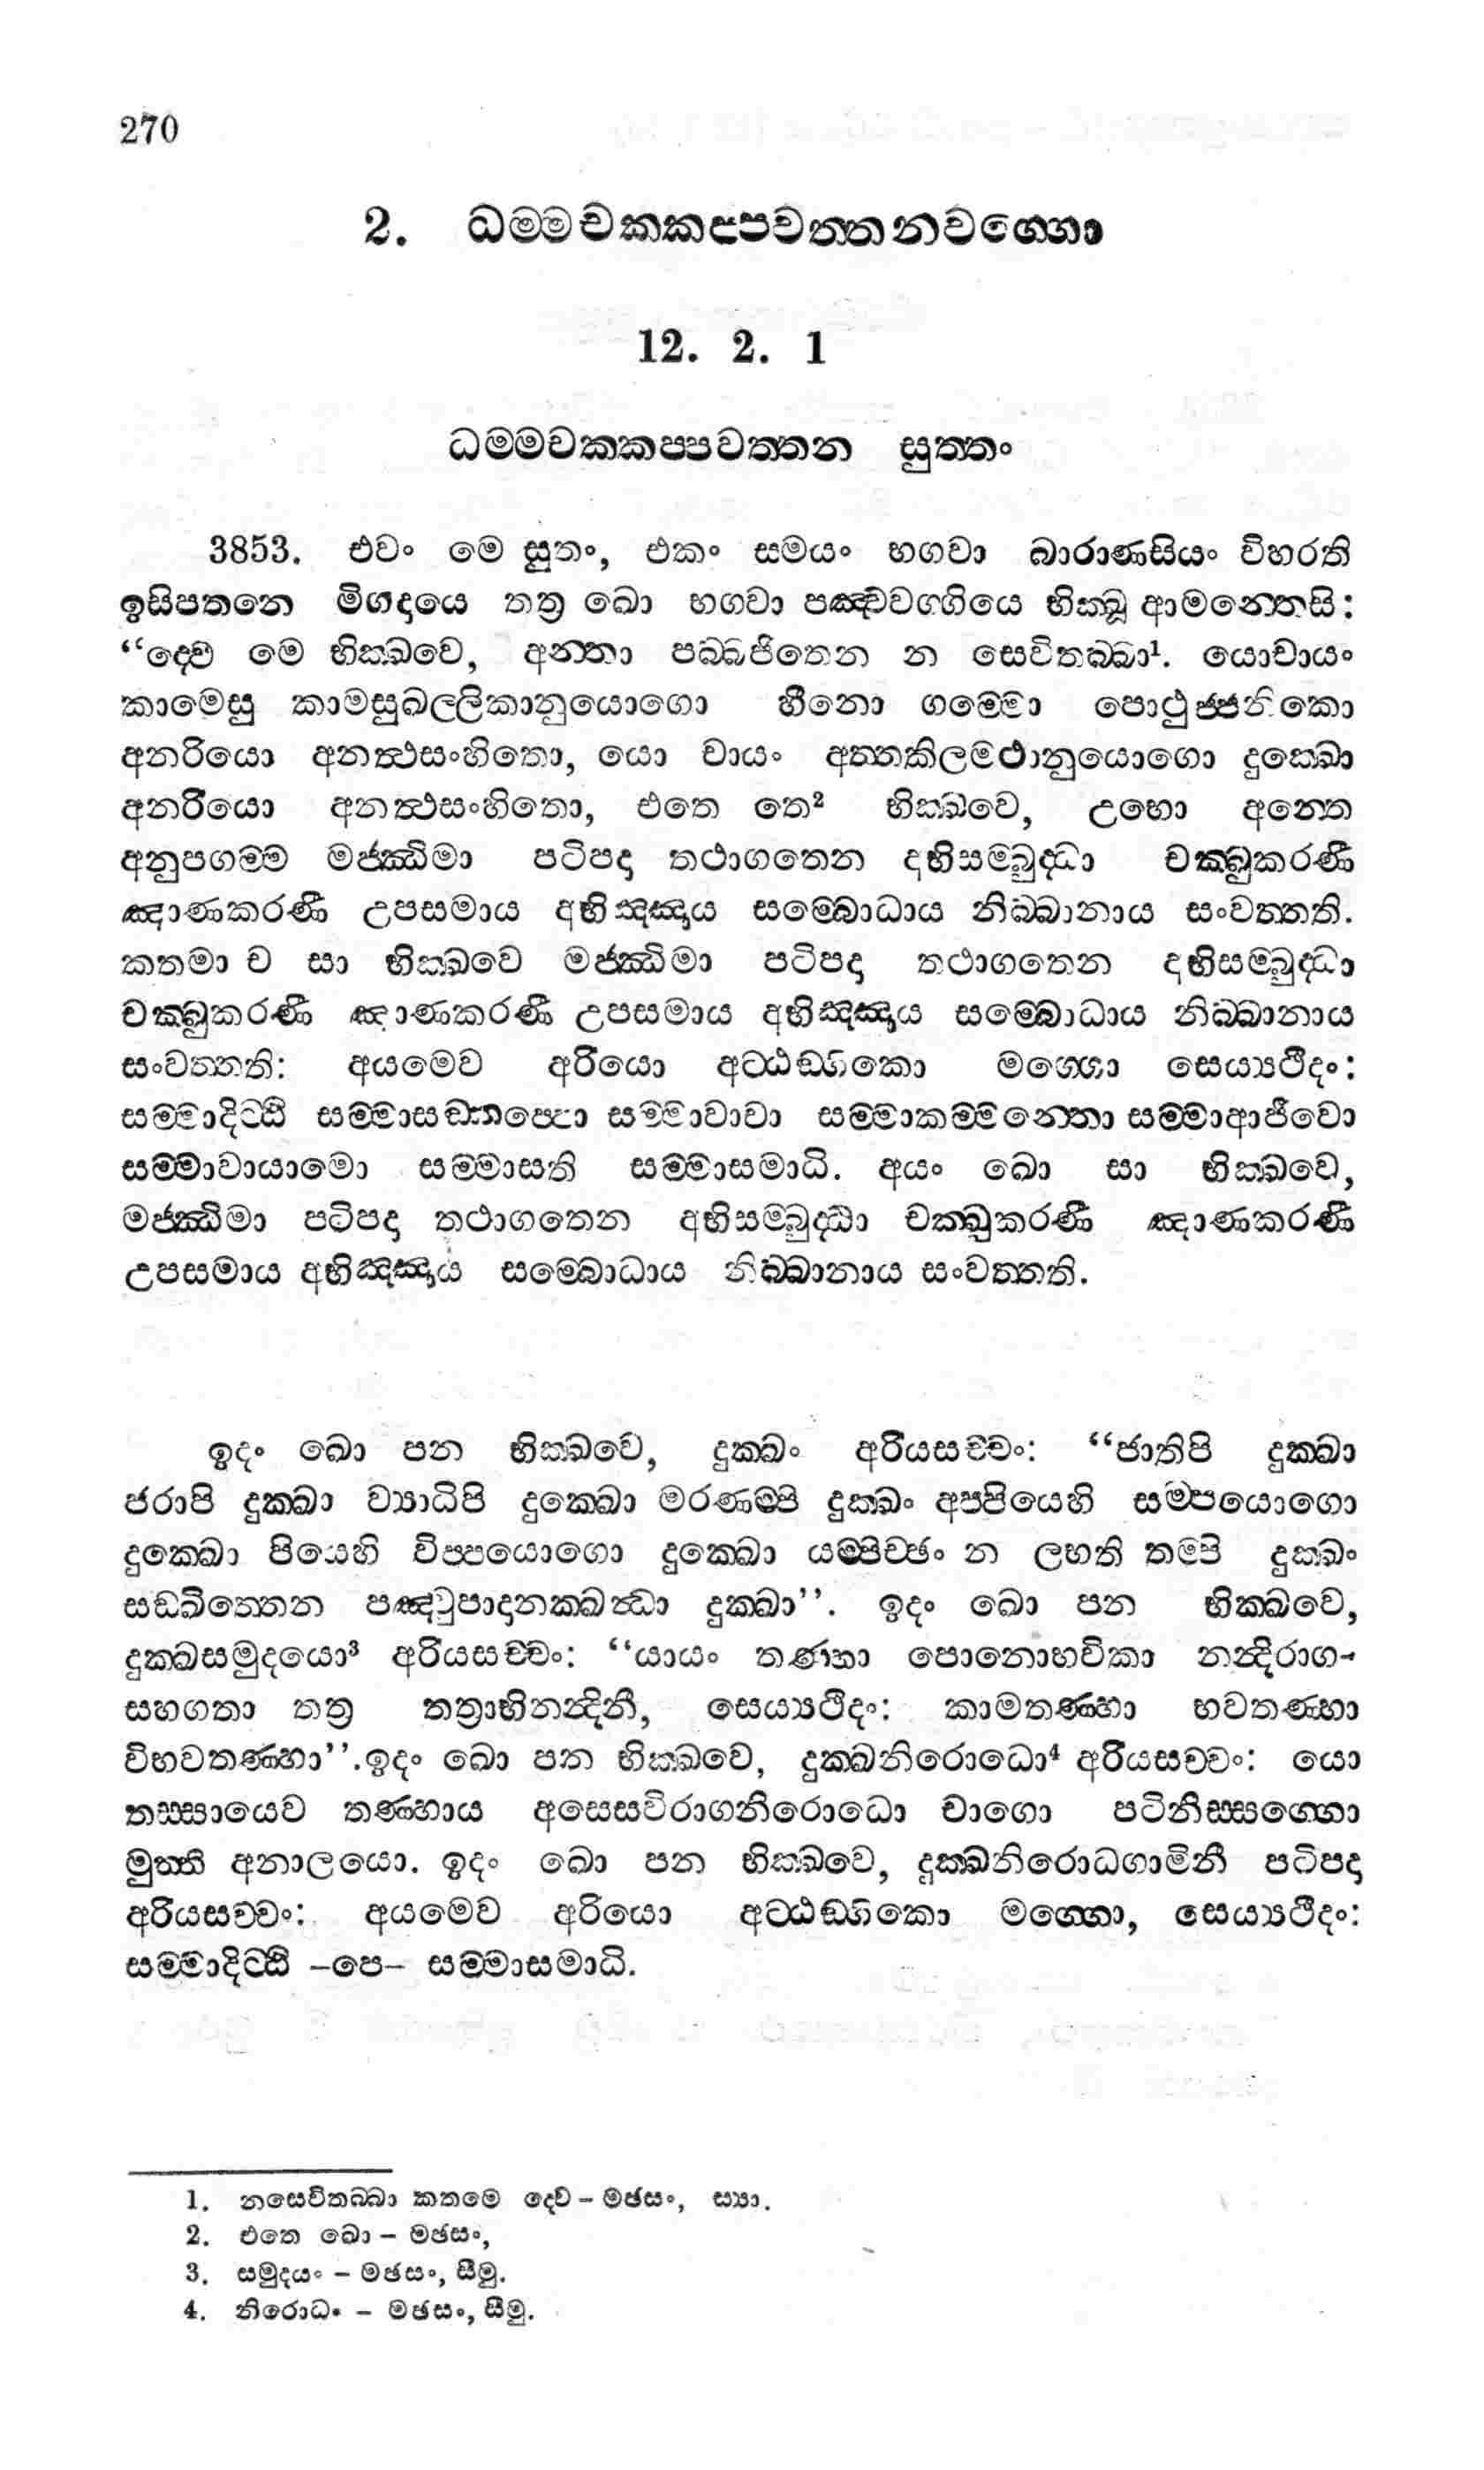 270
2. ධම්මචක්කප්පවත්තනවග්ගො
12. 2. 1
ධම්මචක්කප්පවත්තන සුත්තං
3853. එවං මෙ සුතං, එකං සමයං භගවා බාරාණසියං විහරති
ඉසිපතනෙ මිගදායෙ තත්‍ර ඛො භගවා පඤ්චවග්ගියෙ භික්ඛූ ආමන්තෙසි:
“ද්වෙ මෙ භික්ඛවෙ, අන්තා පබ්බජිතෙන න සෙවිතබ්බා¹. යොචායං
කාමෙසු කාමසුඛල්ලිකානුයොගො හීනො ගම්මො පොථුජ්ජනිකො
අනරියො අනත්ථසංහිතො, යො චායං අත්තකිලමථානුයොගො දුක්ඛො
අනරියො අනත්ථසංහිතො, එතෙ තෙ² භික්ඛවෙ, උභො අන්තෙ
අනුපගම්ම මජ්ඣිමා පටිපදා තථාගතෙන දභිසම්බුද්ධා චක්ඛුකරණී
ඤාණකරණී උපසමාය අභිඤ්ඤාය සම්බොධාය නිබ්බානාය සංවත්තති.
කතමා ච සා භික්ඛවෙ මජ්ඣිමා පටිපදා තථාගතෙන දභිසම්බුද්ධා
චක්ඛුකරණී ඤාණකරණී උපසමාය අභිඤ්ඤාය සම්බොධාය නිබ්බානාය
සංවත්තති: අයමෙව අරියො අට්ඨඞ්ගිකො මග්ගො සෙය්‍යථිදං:
සම්මාදිට්ඨි සම්මාසඞ්කප්පො සම්මාවාචා සම්මාකම්මන්තො සම්මාආජීවො
සම්මාවායාමො සම්මාසති සම්මාසමාධි. අයං ඛො සා භික්ඛවෙ,
මජ්ඣිමා පටිපදා තථාගතෙන අභිසම්බුද්ධා චක්ඛුකරණී ඤාණකරණී
උපසමාය අභිඤ්ඤාය සම්බොධාය නිබ්බානාය සංවත්තති.
ඉදං ඛො පන භික්ඛවෙ, දුක්ඛං අරියසච්චං: “ජාතිපි දුක්ඛා
ජරාපි දුක්ඛා ව්‍යාධිපි දුක්ඛො මරණම්පි දුක්ඛං අප්පියෙහි සම්පයොගො
දුක්ඛො පියෙහි විප්පයොගො දුක්ඛො යම්පිච්ඡං න ලභති තම්පි දුක්ඛං
සඞ්ඛිත්තෙන පඤ්චුපාදානක්ඛන්ධා දුක්ඛා”. ඉදං ඛො පන භික්ඛවෙ,
දුක්ඛසමුදයො³ අරියසච්චං: “යායං තණ්හා පොනොභවිකා නන්දිරාග-
සහගතා තත්‍ර තත්‍රාභිනන්දිනී, සෙය්‍යථිදං: කාමතණ්හා භවතණ්හා
විභවතණ්හා”.ඉදං ඛො පන භික්ඛවෙ, දුක්ඛනිරොධො⁴ අරියසච්චං: යො
තස්සායෙව තණ්හාය අසෙසවිරාගනිරොධො චාගො පටිනිස්සග්ගො
මුත්ති අනාලයො. ඉදං ඛො පන භික්ඛවෙ, දුක්ඛනිරොධගාමිනී පටිපදා
අරියසච්චං: අයමෙව අරියො අට්ඨඞ්ගිකො මග්ගො, සෙය්‍යථිදං:
සම්මාදිට්ඨි –පෙ– සම්මාසමාධි.
1. නසෙවිතබ්බා කතමෙ ද්වෙ – මඡසං, ස්‍යා.
2. එතෙ ඛො – මඡසං,
3. සමුදයං – මඡසං, සීමු.
4. නිරොධං – මඡසං, සීමු.